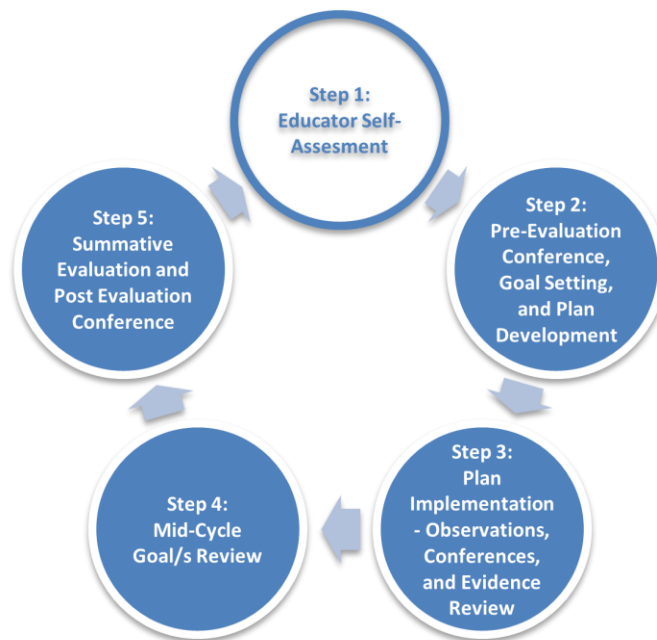 Step 1:
Educator Self-
Assesment
Step 2:
Pre-Evaluation
Conference,
Goal Setting,
and Plan
Development
Step 3:
Plan
Implementation
- Observations,
Conferences,
and Evidence
Review
Step 4:
Mid-Cycle
Goal/s Review
Step 5:
Summative
Evaluation and
Post Evaluation
Conference